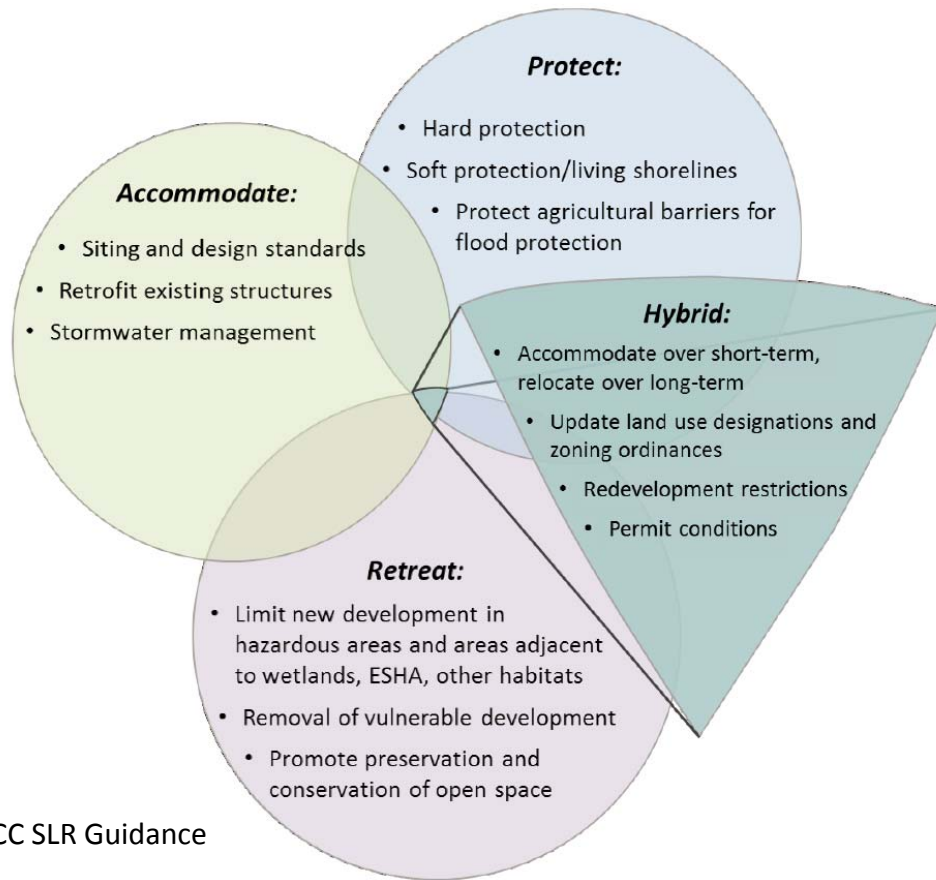 Protect:
• Hard protection
• Soft protection/living shorelines
• Protect agricultural barriers for
flood protection
Accommodate:
• Siting and design standards
• Retrofit existing structures
• Stormwater management
Hybrid:
• Accommodate over short-term,
relocate over long-term
• Update land use designations and
zoning ordinances
• Redevelopment restrictions
• Permit conditions
Retreat:
• Limit new development in
hazardous areas and areas adjacent
to wetlands, ESHA, other habitats
• Removal of vulnerable development
• Promote preservation and
conservation of open space
CC SLR Guidance